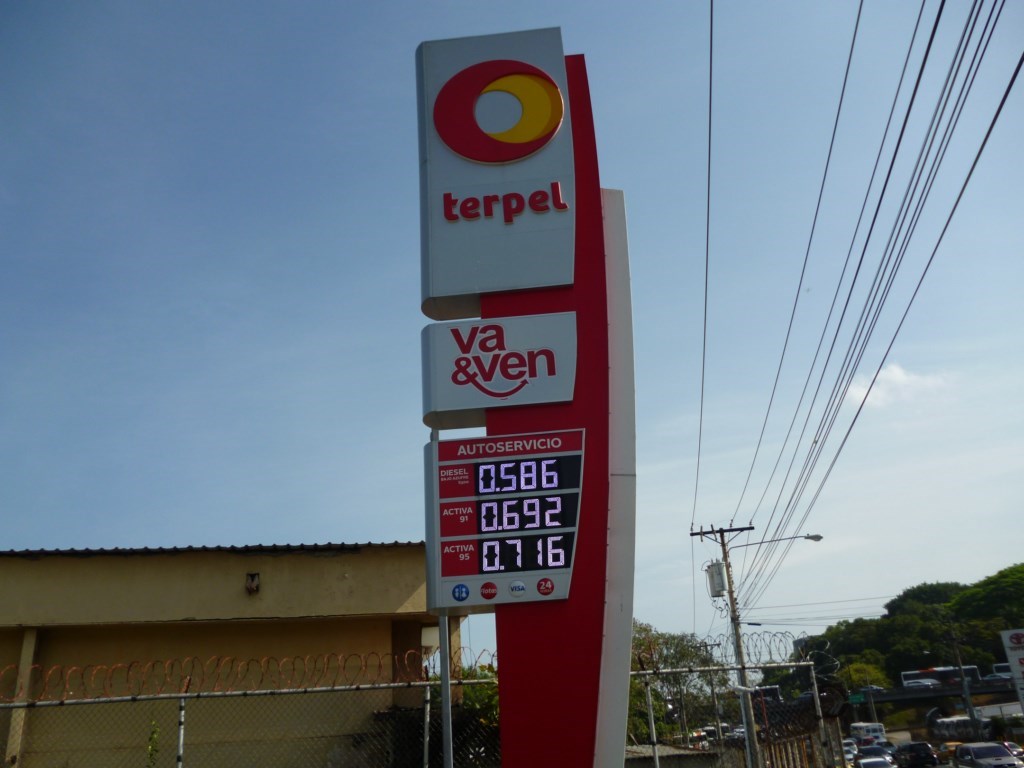 terpel
va
&ven
AUTOSERVICIO
DIESEL
0.586
ACTIVA
91
0.692
ACTIVA
95
0.716
VISA
24